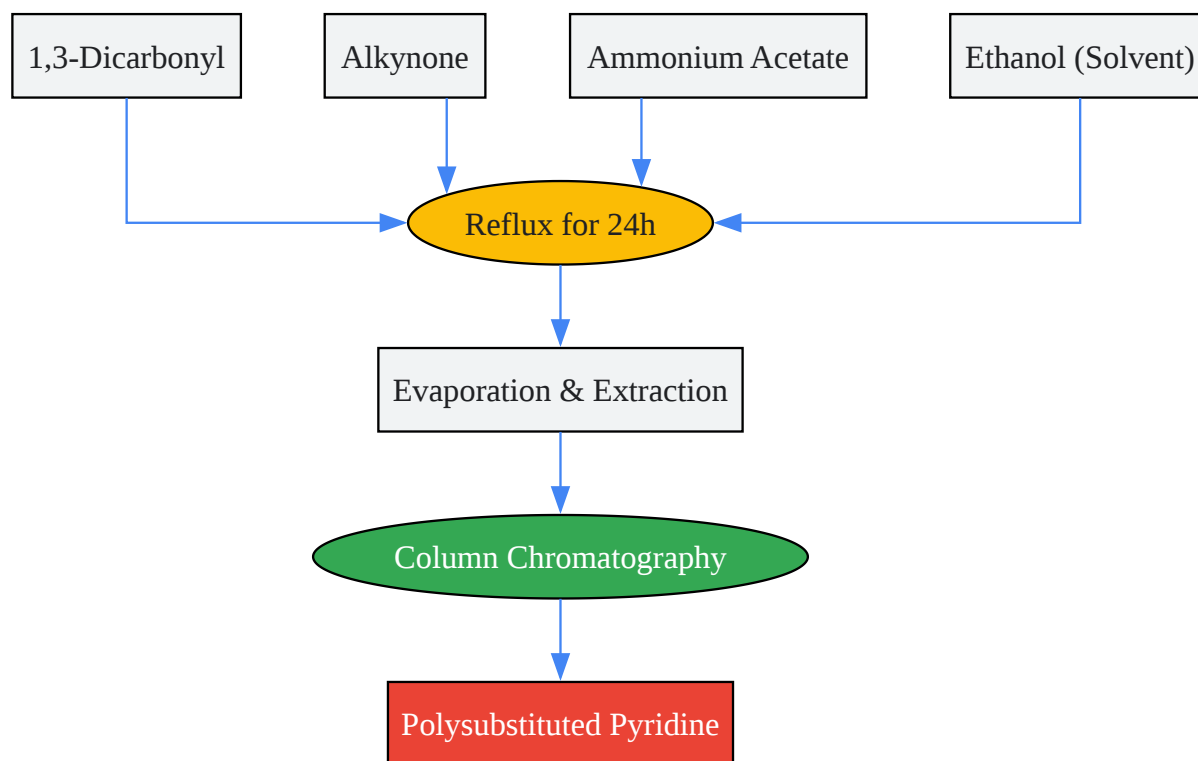 1,3-Dicarbonyl
Alkynone
Ammonium Acetate
Ethanol (Solvent)
Reflux for 24h
Evaporation & Extraction
Column Chromatography
Polysubstituted Pyridine